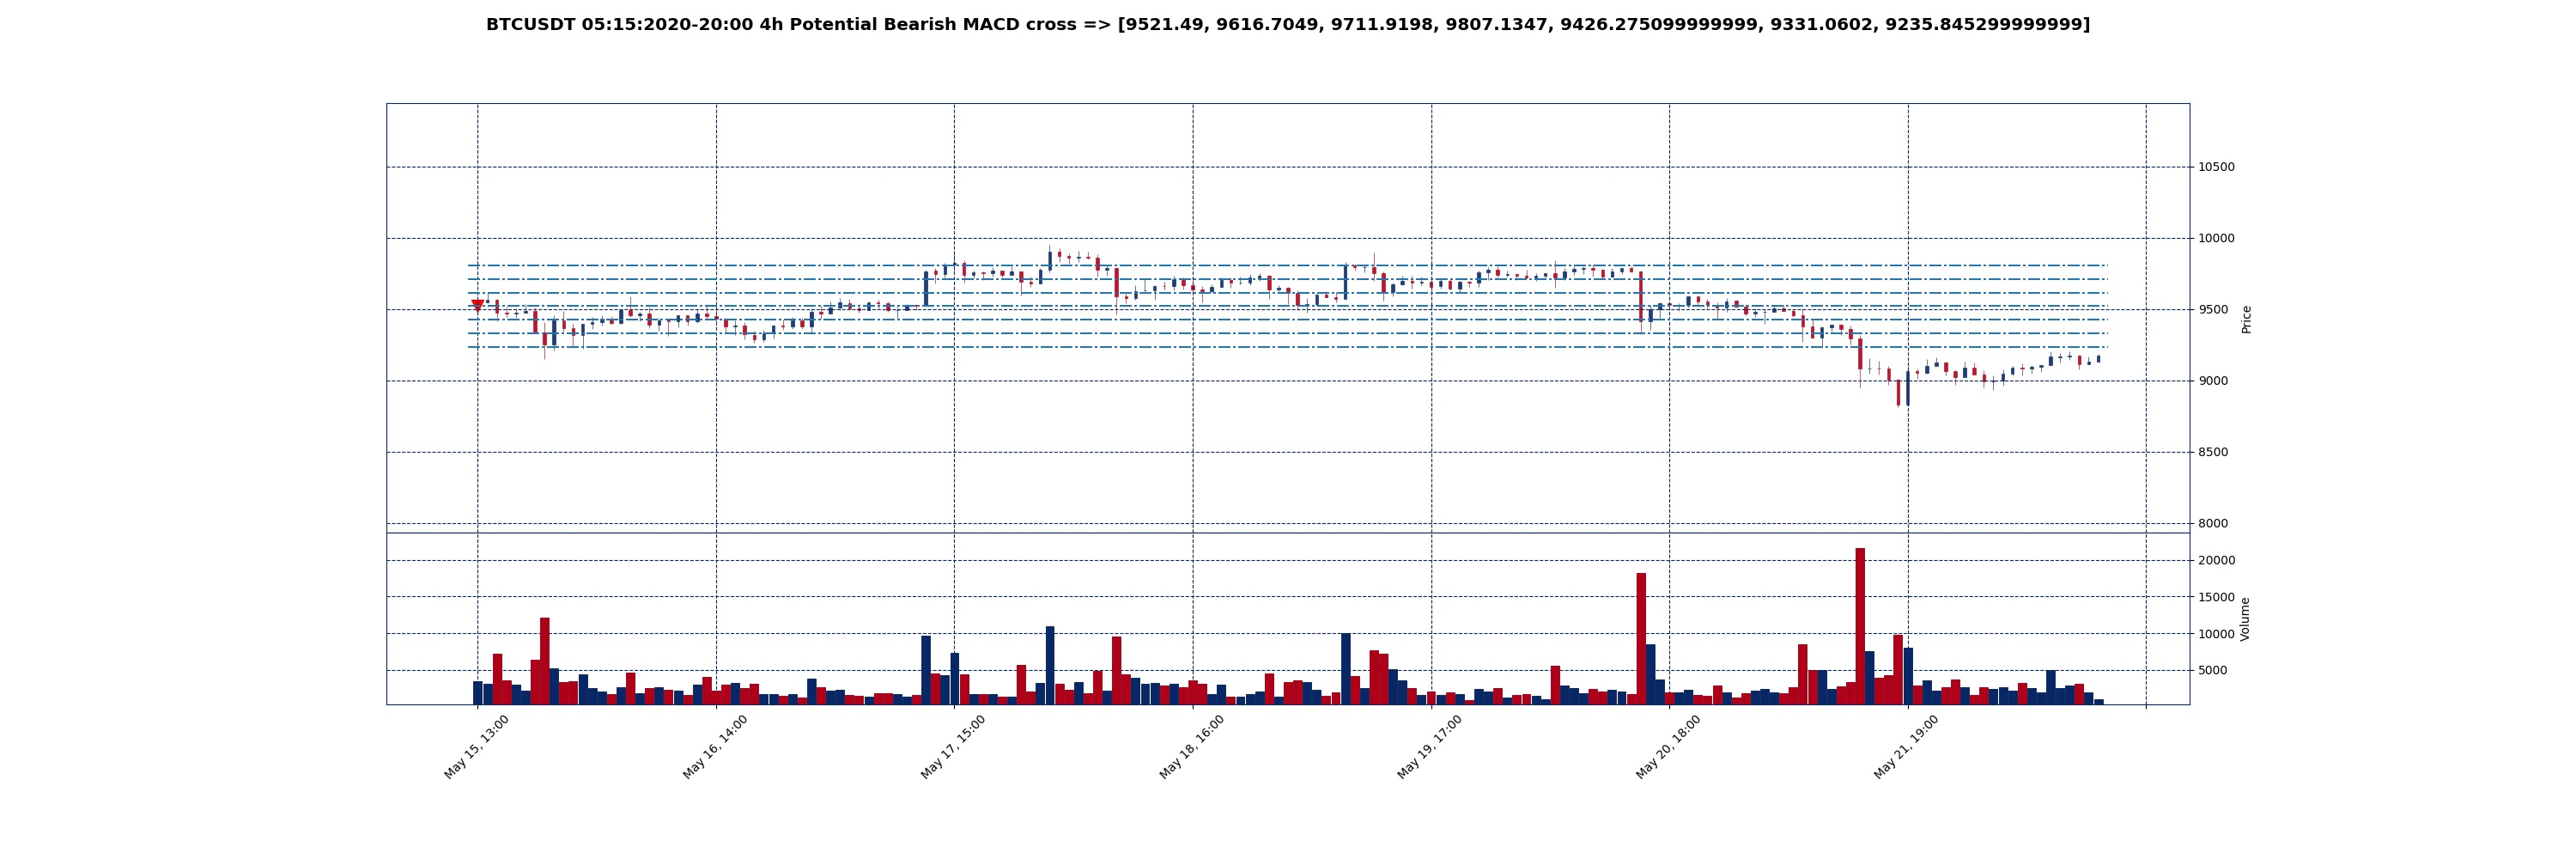 BTCUSDT 05:15:2020-20:00 4h Potential Bearish MACD cross => [9521.49, 9616.7049, 9711.9198, 9807.1347, 9426.275099999999, 9331.0602, 9235.845299999999]
10500
10000
9500
9000
8500
8000
Price
20000
15000
10000
5000
Volume
May 15, 13:00
May 16, 14:00
May 17, 15:00
May 18, 16:00
May 19, 17:00
May 20, 18:00
May 21, 19:00